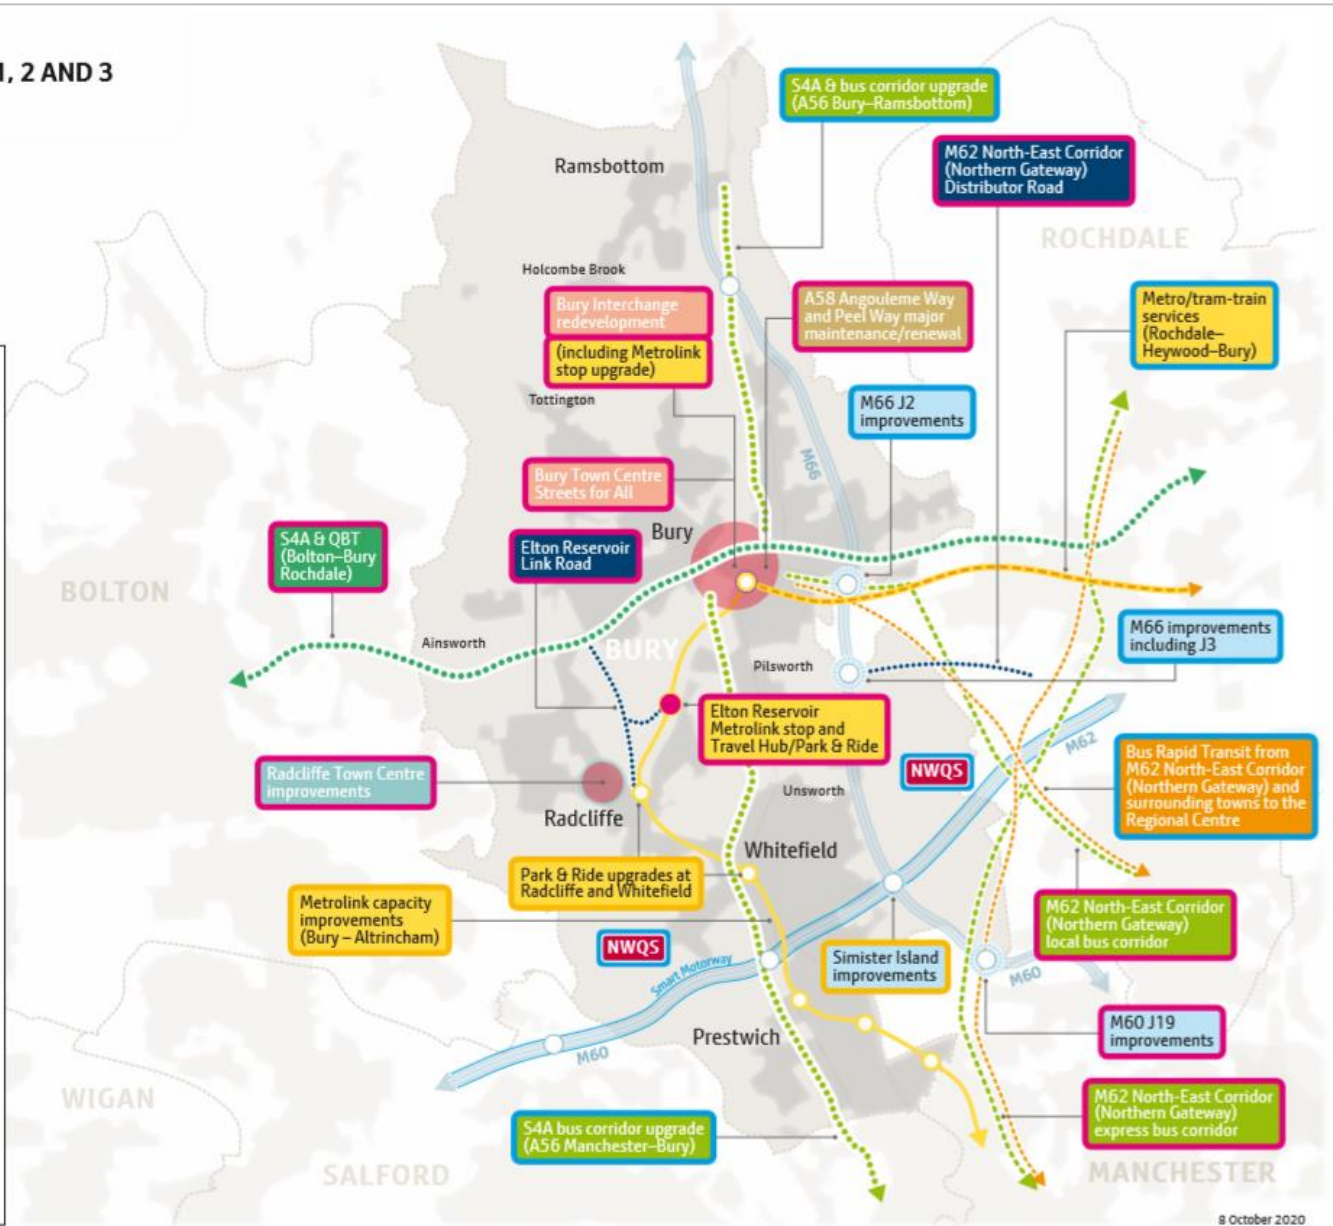 1, 2 AND 3
S4A & bus corridor upgrade
(A56 Bury–Ramsbottom)
Ramsbottom
M62 North-East Corridor
(Northern Gateway)
Distributor Road
ROCHDALE
Holcombe Brook
Bury Interchange
redevelopment
(including Metrolink
stop upgrade)
A58 Angouleme Way
and Peel Way major
maintenance/renewal
Metro/tram-train
services
(Rochdale–
Heywood–Bury)
Tottington
M66 J2
improvements
M66
Bury Town Centre
Streets for All
Bury
S4A & QBT
(Bolton–Bury
Rochdale)
Elton Reservoir
Link Road
BOLTON
Ainsworth
BURY
Pilsworth
M66 improvements
including J3
Elton Reservoir
Metrolink stop and
Travel Hub/Park & Ride
M62
NWQS
Bus Rapid Transit from
M62 North-East Corridor
(Northern Gateway) and
surrounding towns to the
Regional Centre
Radcliffe Town Centre
improvements
Unsworth
Radcliffe
Whitefield
Park & Ride upgrades at
Radcliffe and Whitefield
Metrolink capacity
improvements
(Bury – Altrincham)
M62 North-East Corridor
(Northern Gateway)
local bus corridor
NWQS
Simister Island
improvements
Smart Motorway
M60
M60 J19
improvements
Prestwich
M60
WIGAN
M62 North-East Corridor
(Northern Gateway)
express bus corridor
S4A bus corridor upgrade
(A56 Manchester–Bury)
SALFORD
MANCHESTER
8 October 2020